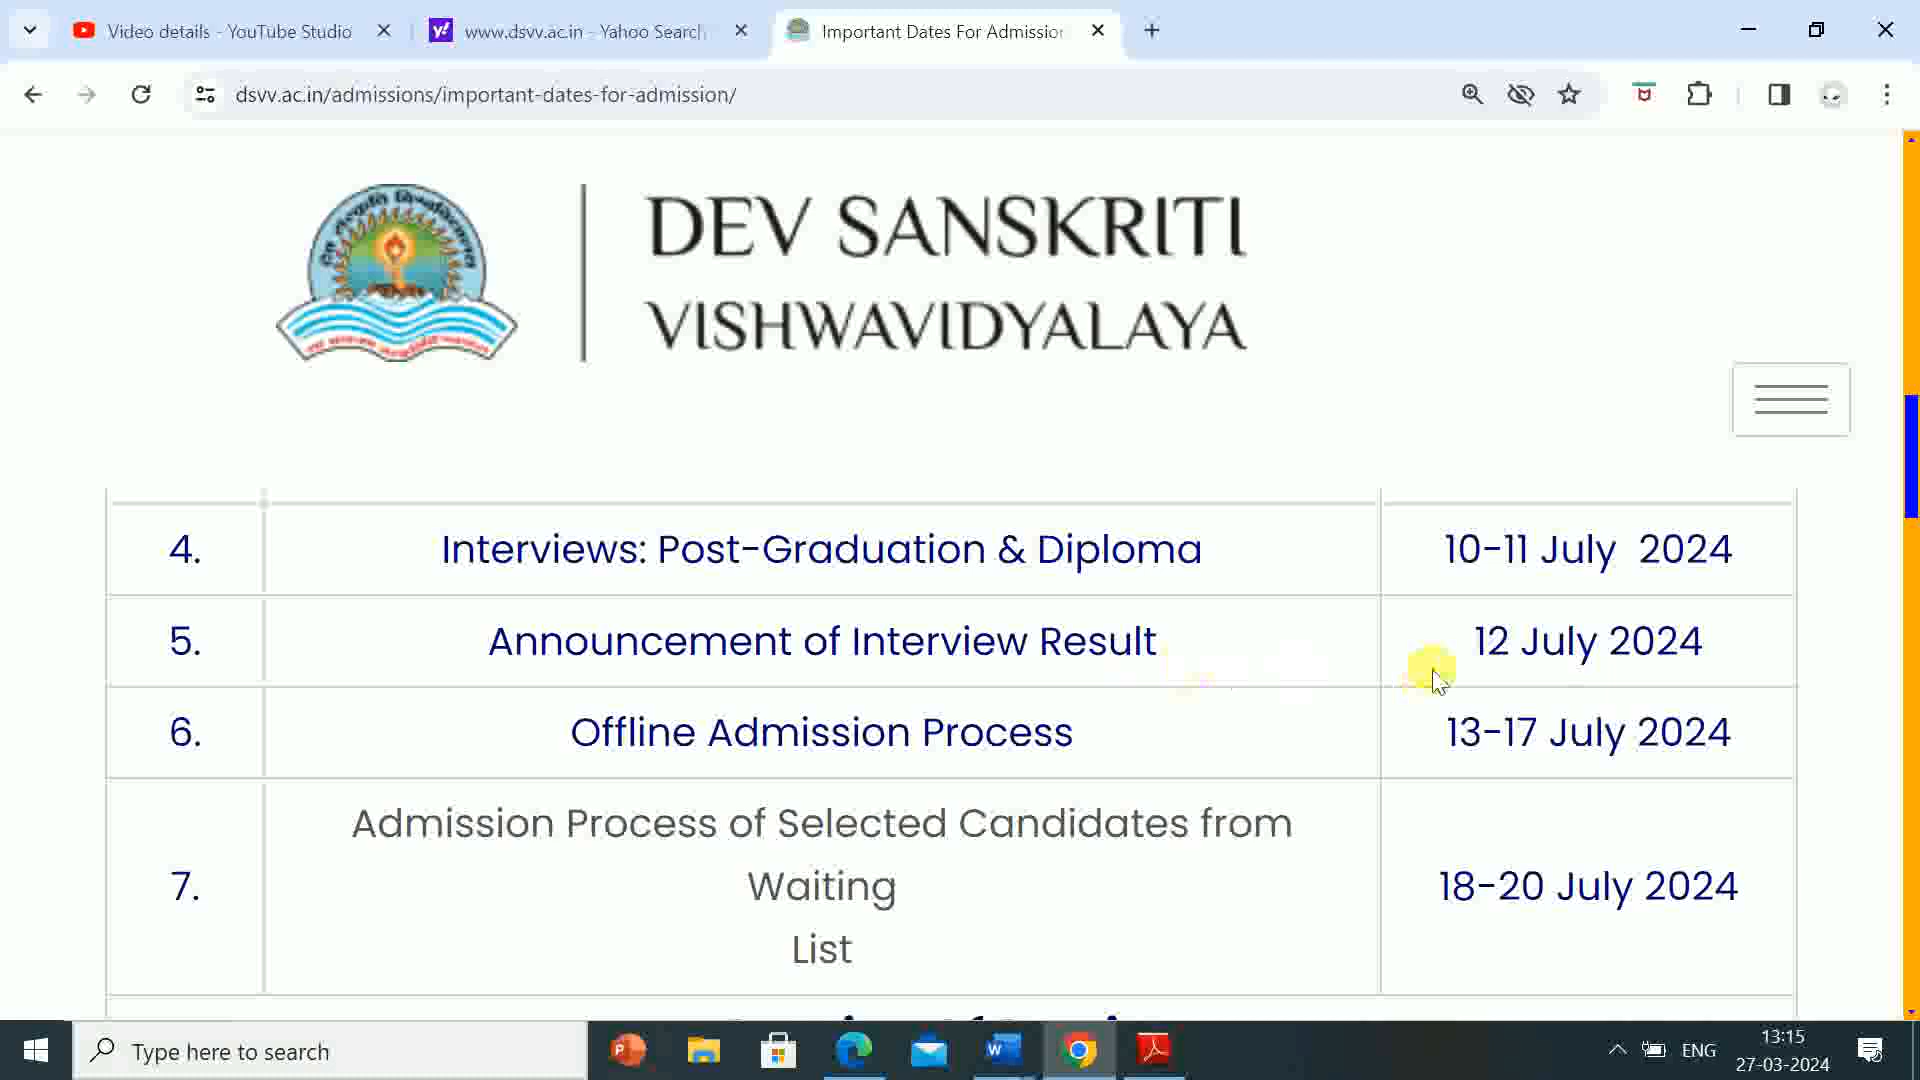 Video details - YouTube Studio
www.dsvv.ac.in - Yahoo Search
Important Dates For Admission
dsvv.ac.in/admissions/important-dates-for-admission/
DEV SANSKRITI
VISHWAVIDYALAYA
4. Interviews: Post-Graduation & Diploma 10-11 July 2024
5. Announcement of Interview Result 12 July 2024
6. Offline Admission Process 13-17 July 2024
Admission Process of Selected Candidates from
7. Waiting 18-20 July 2024
List
Type here to search
ENG
13:15
27-03-2024